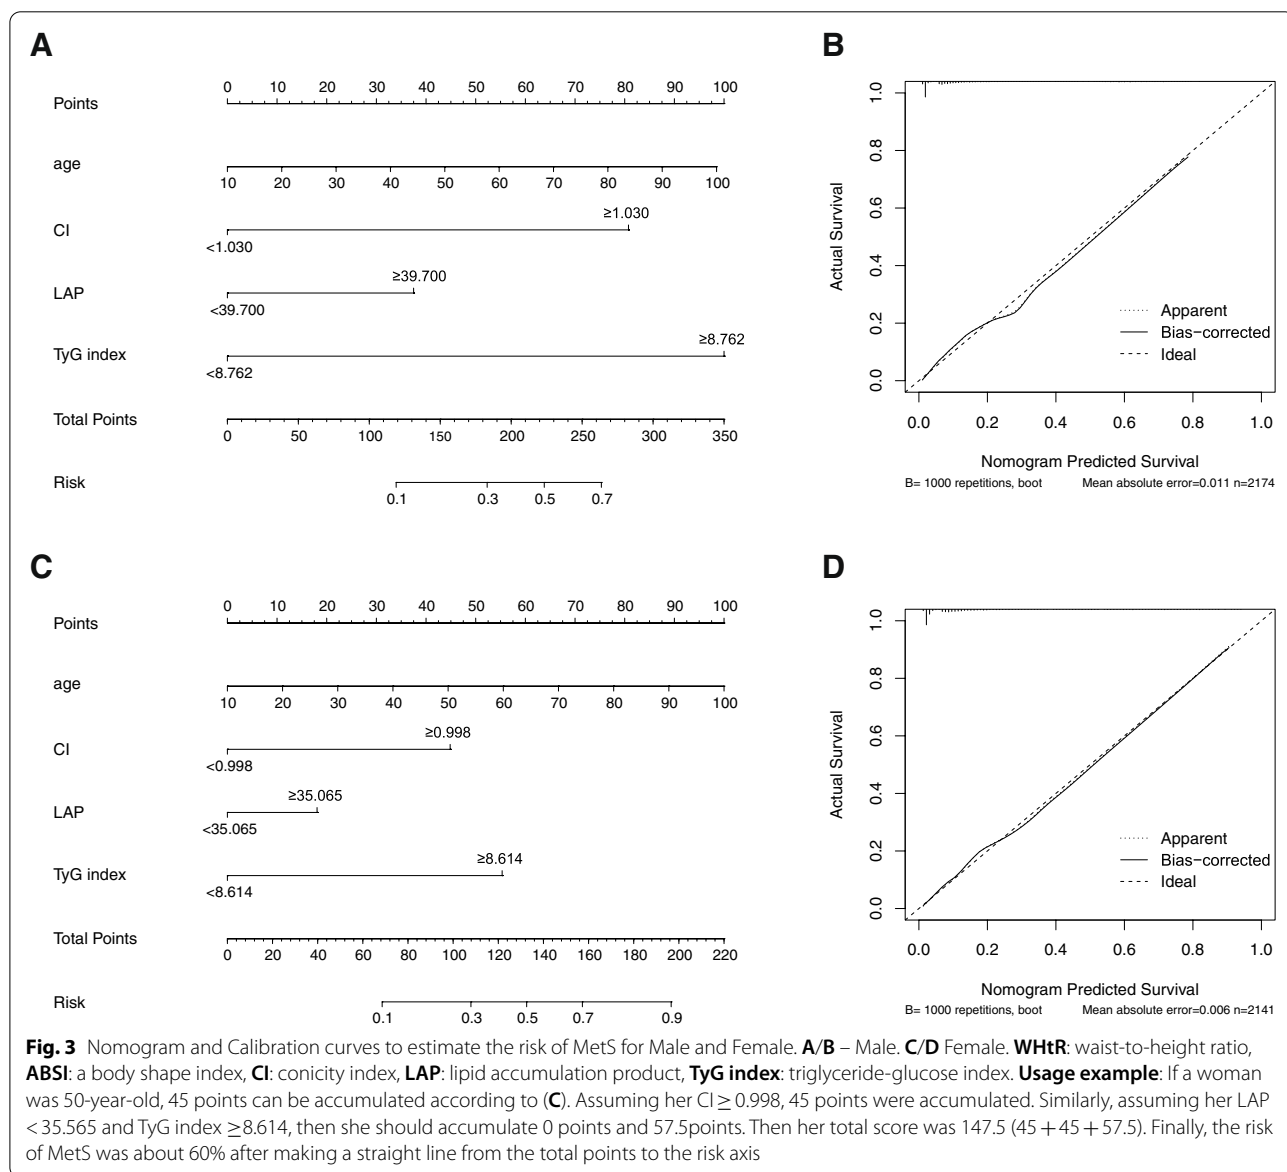 A
Points
0 10 20 30 40 50 60 70 80 90 100
age
10 20 30 40 50 60 70 80 90 100
CI
<1.030
≥1.030
LAP
<39.700
≥39.700
TyG index
<8.762
≥8.762
Total Points
0 50 100 150 200 250 300 350
Risk
0.1 0.3 0.5 0.7
B
Actual Survival
0.0 0.2 0.4 0.6 0.8 1.0
Apparent
Bias−corrected
Ideal
0.0 0.2 0.4 0.6 0.8 1.0
Nomogram Predicted Survival
B= 1000 repetitions, boot Mean absolute error=0.011 n=2174
C
Points
0 10 20 30 40 50 60 70 80 90 100
age
10 20 30 40 50 60 70 80 90 100
CI
<0.998
≥0.998
LAP
<35.065
≥35.065
TyG index
<8.614
≥8.614
Total Points
0 20 40 60 80 100 120 140 160 180 200 220
Risk
0.1 0.3 0.5 0.7 0.9
D
Actual Survival
0.0 0.2 0.4 0.6 0.8 1.0
Apparent
Bias−corrected
Ideal
0.0 0.2 0.4 0.6 0.8 1.0
Nomogram Predicted Survival
B= 1000 repetitions, boot Mean absolute error=0.006 n=2141
Fig. 3 Nomogram and Calibration curves to estimate the risk of MetS for Male and Female. A/B – Male. C/D Female. WHtR: waist-to-height ratio,
ABSI: a body shape index, CI: conicity index, LAP: lipid accumulation product, TyG index: triglyceride-glucose index. Usage example: If a woman
was 50-year-old, 45 points can be accumulated according to (C). Assuming her CI ≥ 0.998, 45 points were accumulated. Similarly, assuming her LAP
< 35.565 and TyG index ≥8.614, then she should accumulate 0 points and 57.5points. Then her total score was 147.5 (45 + 45 + 57.5). Finally, the risk
of MetS was about 60% after making a straight line from the total points to the risk axis